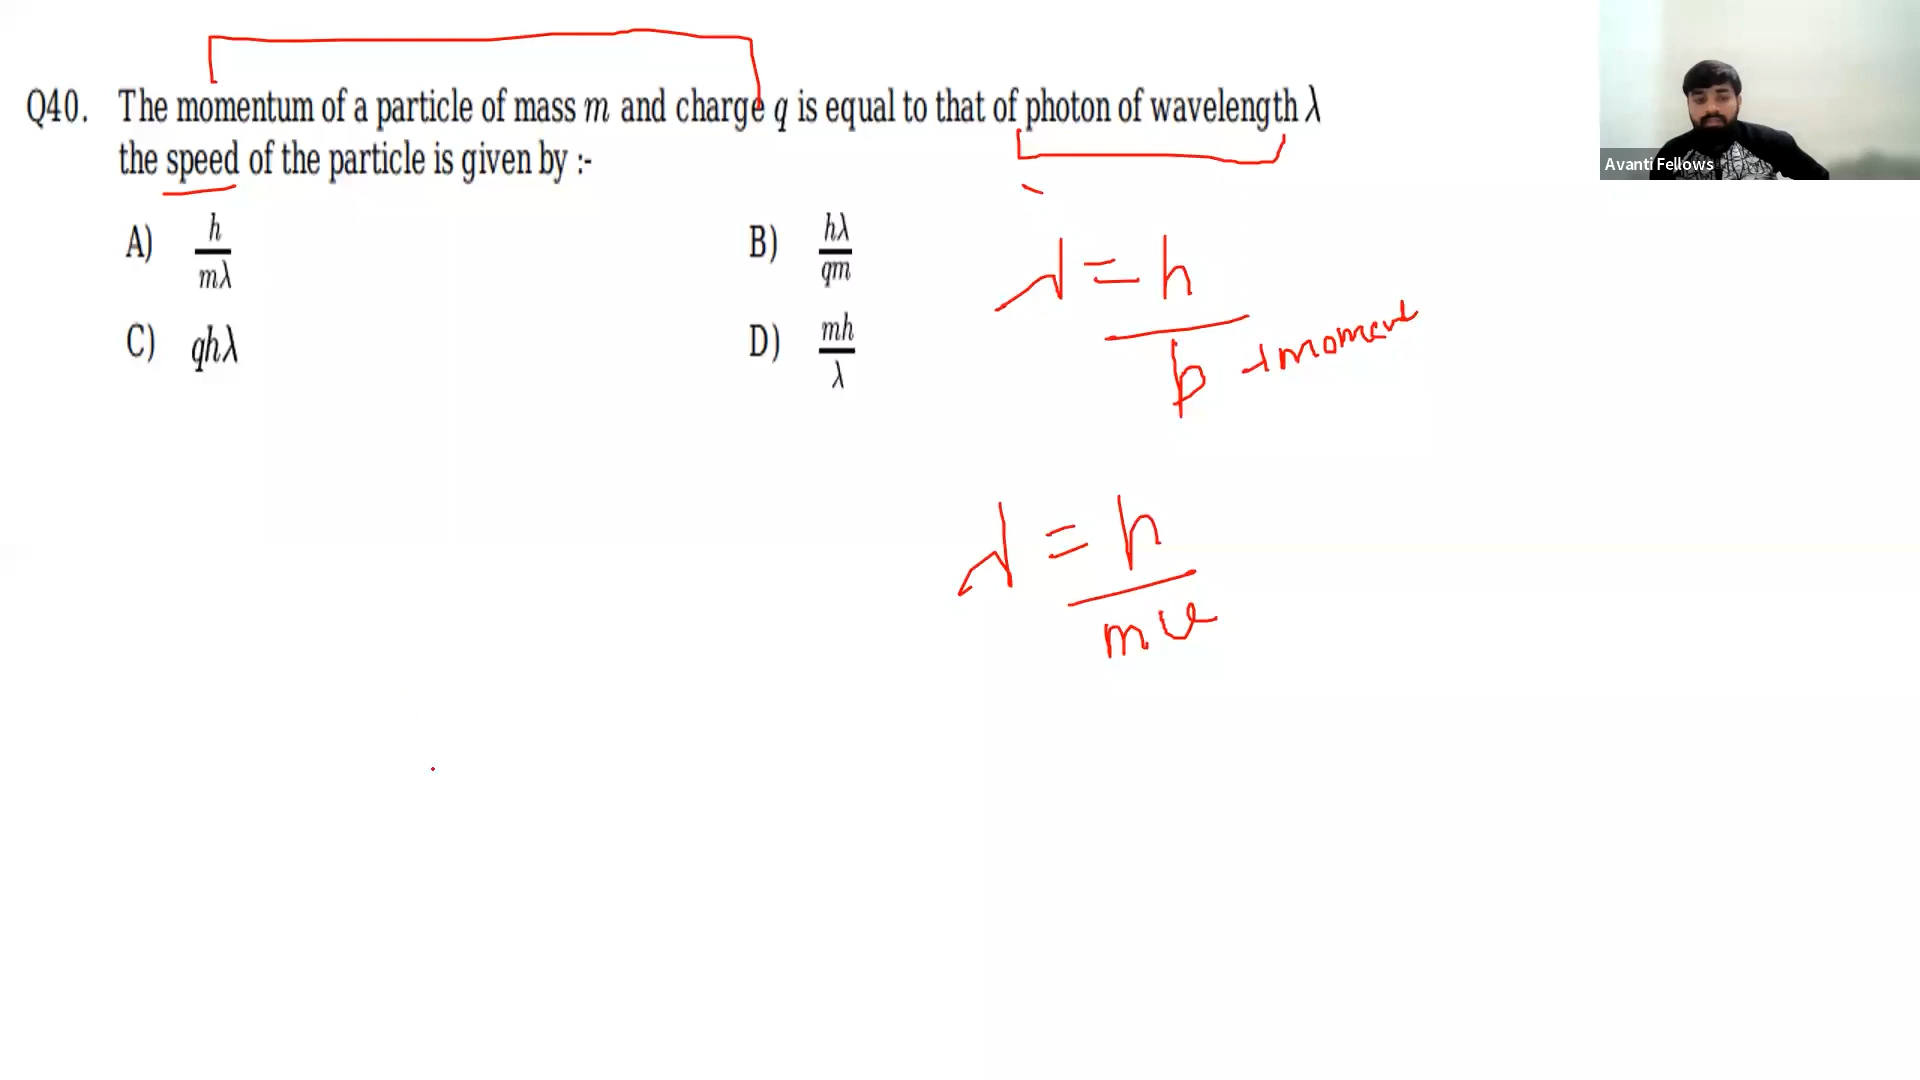 Q40. The momentum of a particle of mass m and charge q is equal to that of photon of wavelength λ
the speed of the particle is given by :-
A) h/mλ
B) hλ/qm
C) qhλ
D) mh/λ
λ = h/p → moment
λ = h/mv
Avanti Fellows